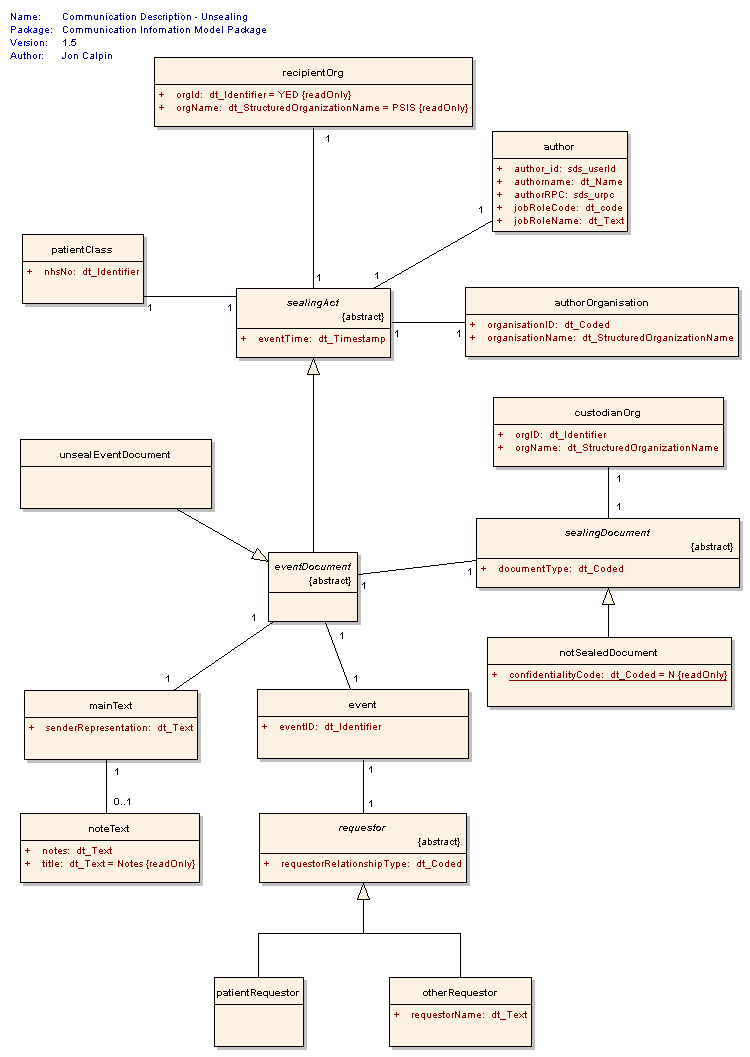 Name: Communication Description - Unsealing
Package: Communication Infomation Model Package
Version: 1.5
Author: Jon Calpin
recipientOrg
+ orgId: dt_Identifier = YED {readOnly}
+ orgName: dt_StructuredOrganizationName = PSIS {readOnly}
1
author
+ author_id: sds_userId
+ authorname: dt_Name
+ authorRPC: sds_urpc
+ jobRoleCode: dt_code
+ jobRoleName: dt_Text
1
patientClass
+ nhsNo: dt_Identifier
1
1
1
1
sealingAct
{abstract}
+ eventTime: dt_Timestamp
1
1
authorOrganisation
+ organisationID: dt_Coded
+ organisationName: dt_StructuredOrganizationName
custodianOrg
+ orgID: dt_Identifier
+ orgName: dt_StructuredOrganizationName
1
1
unsealEventDocument
sealingDocument
{abstract}
+ documentType: dt_Coded
1
1
eventDocument
{abstract}
1
1
notSealedDocument
+ confidentialityCode: dt_Coded = N {readOnly}
1
1
mainText
+ senderRepresentation: dt_Text
event
+ eventID: dt_Identifier
1
0..1
1
1
noteText
+ notes: dt_Text
+ title: dt_Text = Notes {readOnly}
requestor
{abstract}
+ requestorRelationshipType: dt_Coded
patientRequestor
otherRequestor
+ requestorName: dt_Text